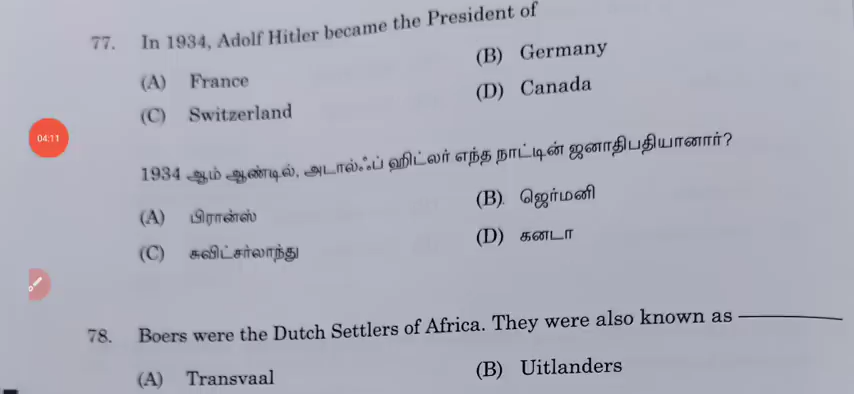 77. In 1934, Adolf Hitler became the President of
(A) France (B) Germany
(C) Switzerland (D) Canada
04:11
1934 ஆம் ஆண்டில், அடால்ஃப் ஹிட்லர் எந்த நாட்டின் ஜனாதிபதியானார்?
(A) பிரான்ஸ் (B). ஜெர்மனி
(C) சுவிட்சர்லாந்து (D) கனடா
78. Boers were the Dutch Settlers of Africa. They were also known as
(A) Transvaal (B) Uitlanders